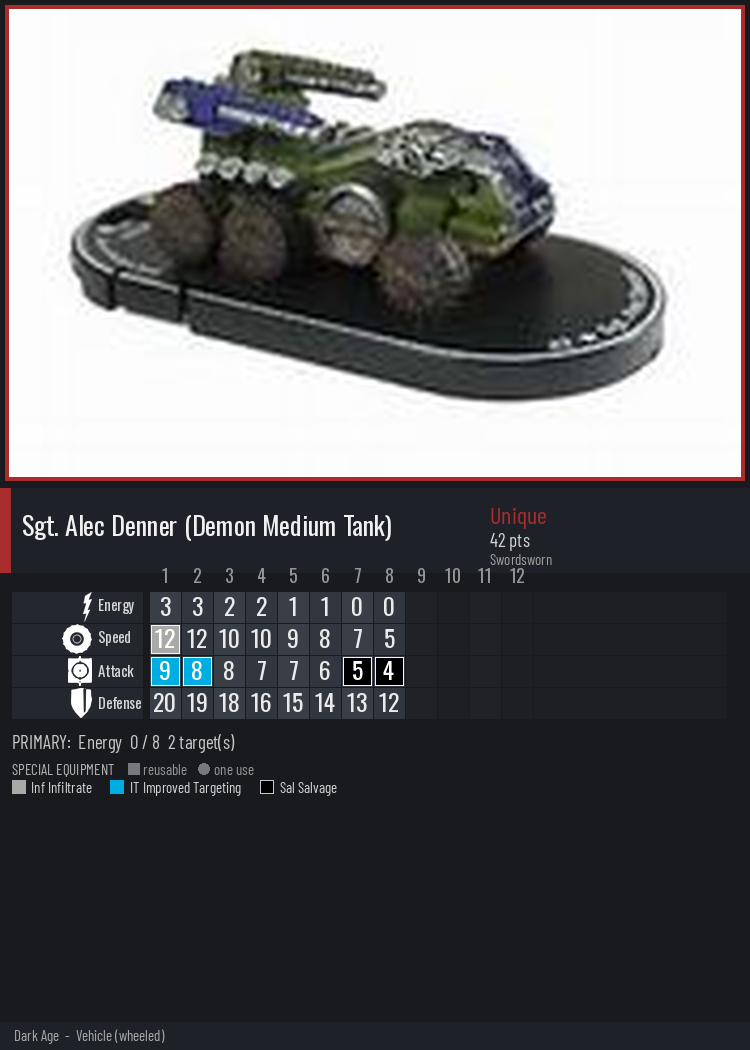 Sgt. Alec Denner (Demon Medium Tank)
Unique
42 pts
Swordsworn
1 2 3 4 5 6 7 8 9 10 11 12
Energy 3 3 2 2 1 1 0 0
Speed 12 12 10 10 9 8 7 5
Attack 9 8 8 7 7 6 5 4
Defense 20 19 18 16 15 14 13 12
PRIMARY: Energy 0 / 8 2 target(s)
SPECIAL EQUIPMENT reusable one use
Inf Infiltrate IT Improved Targeting Sal Salvage
Dark Age - Vehicle (wheeled)